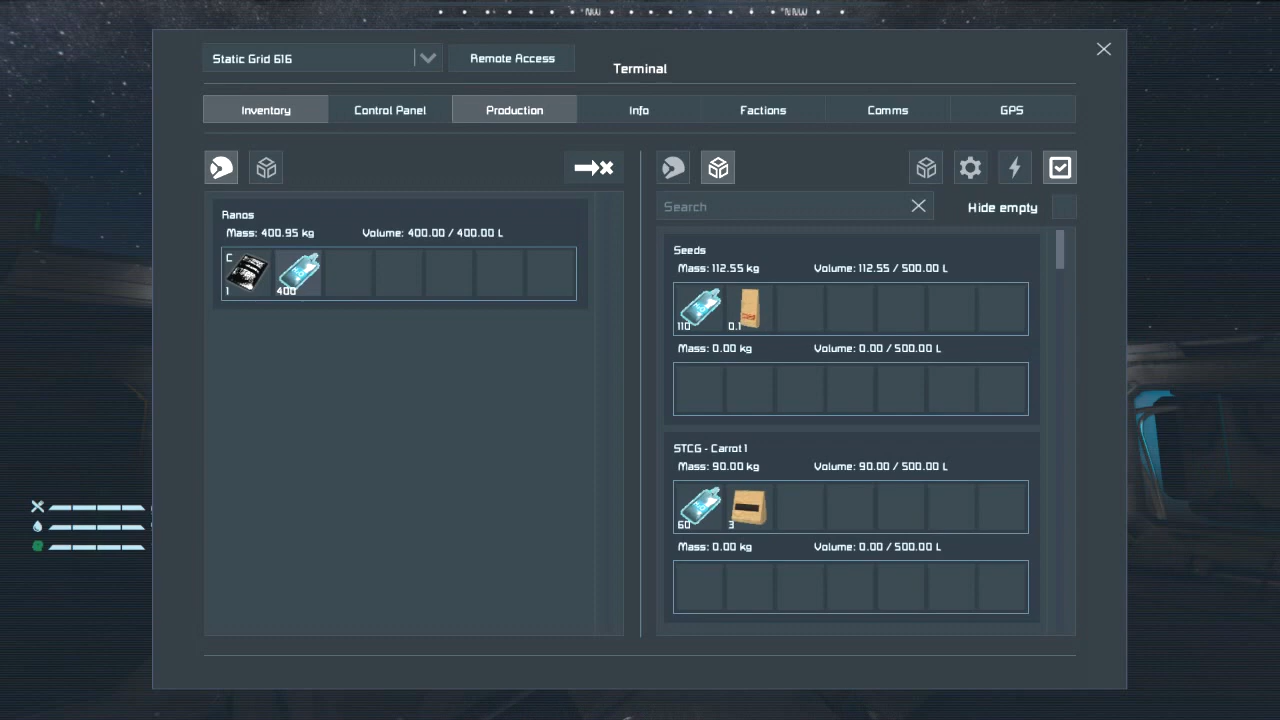 NW NNW
Static Grid 616
Remote Access
Terminal
Inventory Control Panel Production Info Factions Comms GPS
Search
Hide empty
Ranos
Mass: 400.95 kg Volume: 400.00 / 400.00 L
C
1 400
Seeds
Mass: 112.55 kg Volume: 112.55 / 500.00 L
110 0.1
Mass: 0.00 kg Volume: 0.00 / 500.00 L
STCG - Carrot 1
Mass: 90.00 kg Volume: 90.00 / 500.00 L
60 3
Mass: 0.00 kg Volume: 0.00 / 500.00 L